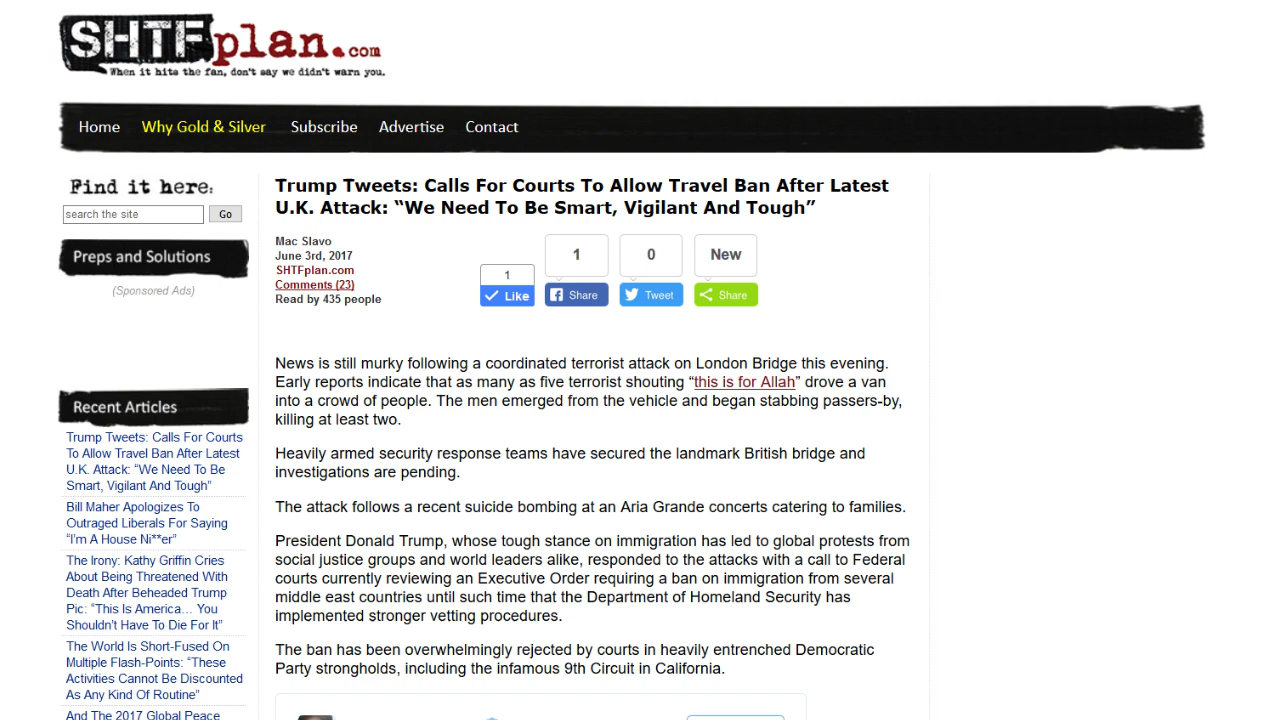 SHTFplan.com
When it hits the fan, don't say we didn't warn you.
Home
Why Gold & Silver
Subscribe
Advertise
Contact
Find it here:
search the site
Go
Preps and Solutions
(Sponsored Ads)
Recent Articles
Trump Tweets: Calls For Courts
To Allow Travel Ban After Latest
U.K. Attack: “We Need To Be
Smart, Vigilant And Tough”
Bill Maher Apologizes To
Outraged Liberals For Saying
“I’m A House Ni**er”
The Irony: Kathy Griffin Cries
About Being Threatened With
Death After Beheaded Trump
Pic: “This Is America… You
Shouldn’t Have To Die For It”
The World Is Short-Fused On
Multiple Flash-Points: “These
Activities Cannot Be Discounted
As Any Kind Of Routine”
And The 2017 Global Peace
Trump Tweets: Calls For Courts To Allow Travel Ban After Latest
U.K. Attack: “We Need To Be Smart, Vigilant And Tough”
Mac Slavo
June 3rd, 2017
SHTFplan.com
Comments (23)
Read by 435 people
1
Like
1
Share
0
Tweet
New
Share
News is still murky following a coordinated terrorist attack on London Bridge this evening.
Early reports indicate that as many as five terrorist shouting “this is for Allah” drove a van
into a crowd of people. The men emerged from the vehicle and began stabbing passers-by,
killing at least two.
Heavily armed security response teams have secured the landmark British bridge and
investigations are pending.
The attack follows a recent suicide bombing at an Aria Grande concerts catering to families.
President Donald Trump, whose tough stance on immigration has led to global protests from
social justice groups and world leaders alike, responded to the attacks with a call to Federal
courts currently reviewing an Executive Order requiring a ban on immigration from several
middle east countries until such time that the Department of Homeland Security has
implemented stronger vetting procedures.
The ban has been overwhelmingly rejected by courts in heavily entrenched Democratic
Party strongholds, including the infamous 9th Circuit in California.